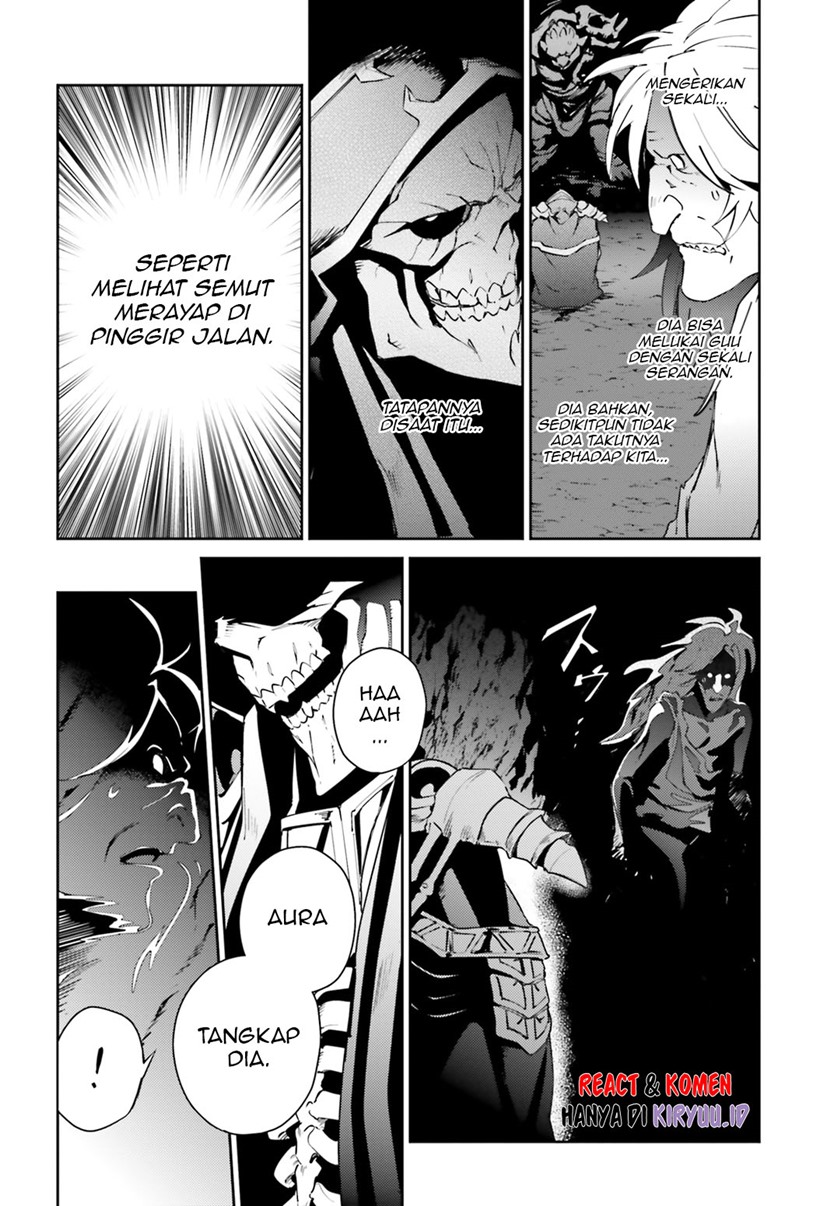 MENGERIKAN
SEKALI...
DIA BISA
MELUKAI GUU
DENGAN SEKALI
SERANGAN.
DIA BAHKAN,
SEDIKITPUN TIDAK
ADA TAKUTNYA
TERHADAP KITA...
TATAPANNYA
DISAAT ITU...
SEPERTI
MELIHAT SEMUT
MERAYAP DI
PINGGIR JALAN.
スゥ
HAA
AAH
...
AURA
TANGKAP
DIA.
!
REACT & KOMEN
HANYA DI KIRYUU.ID